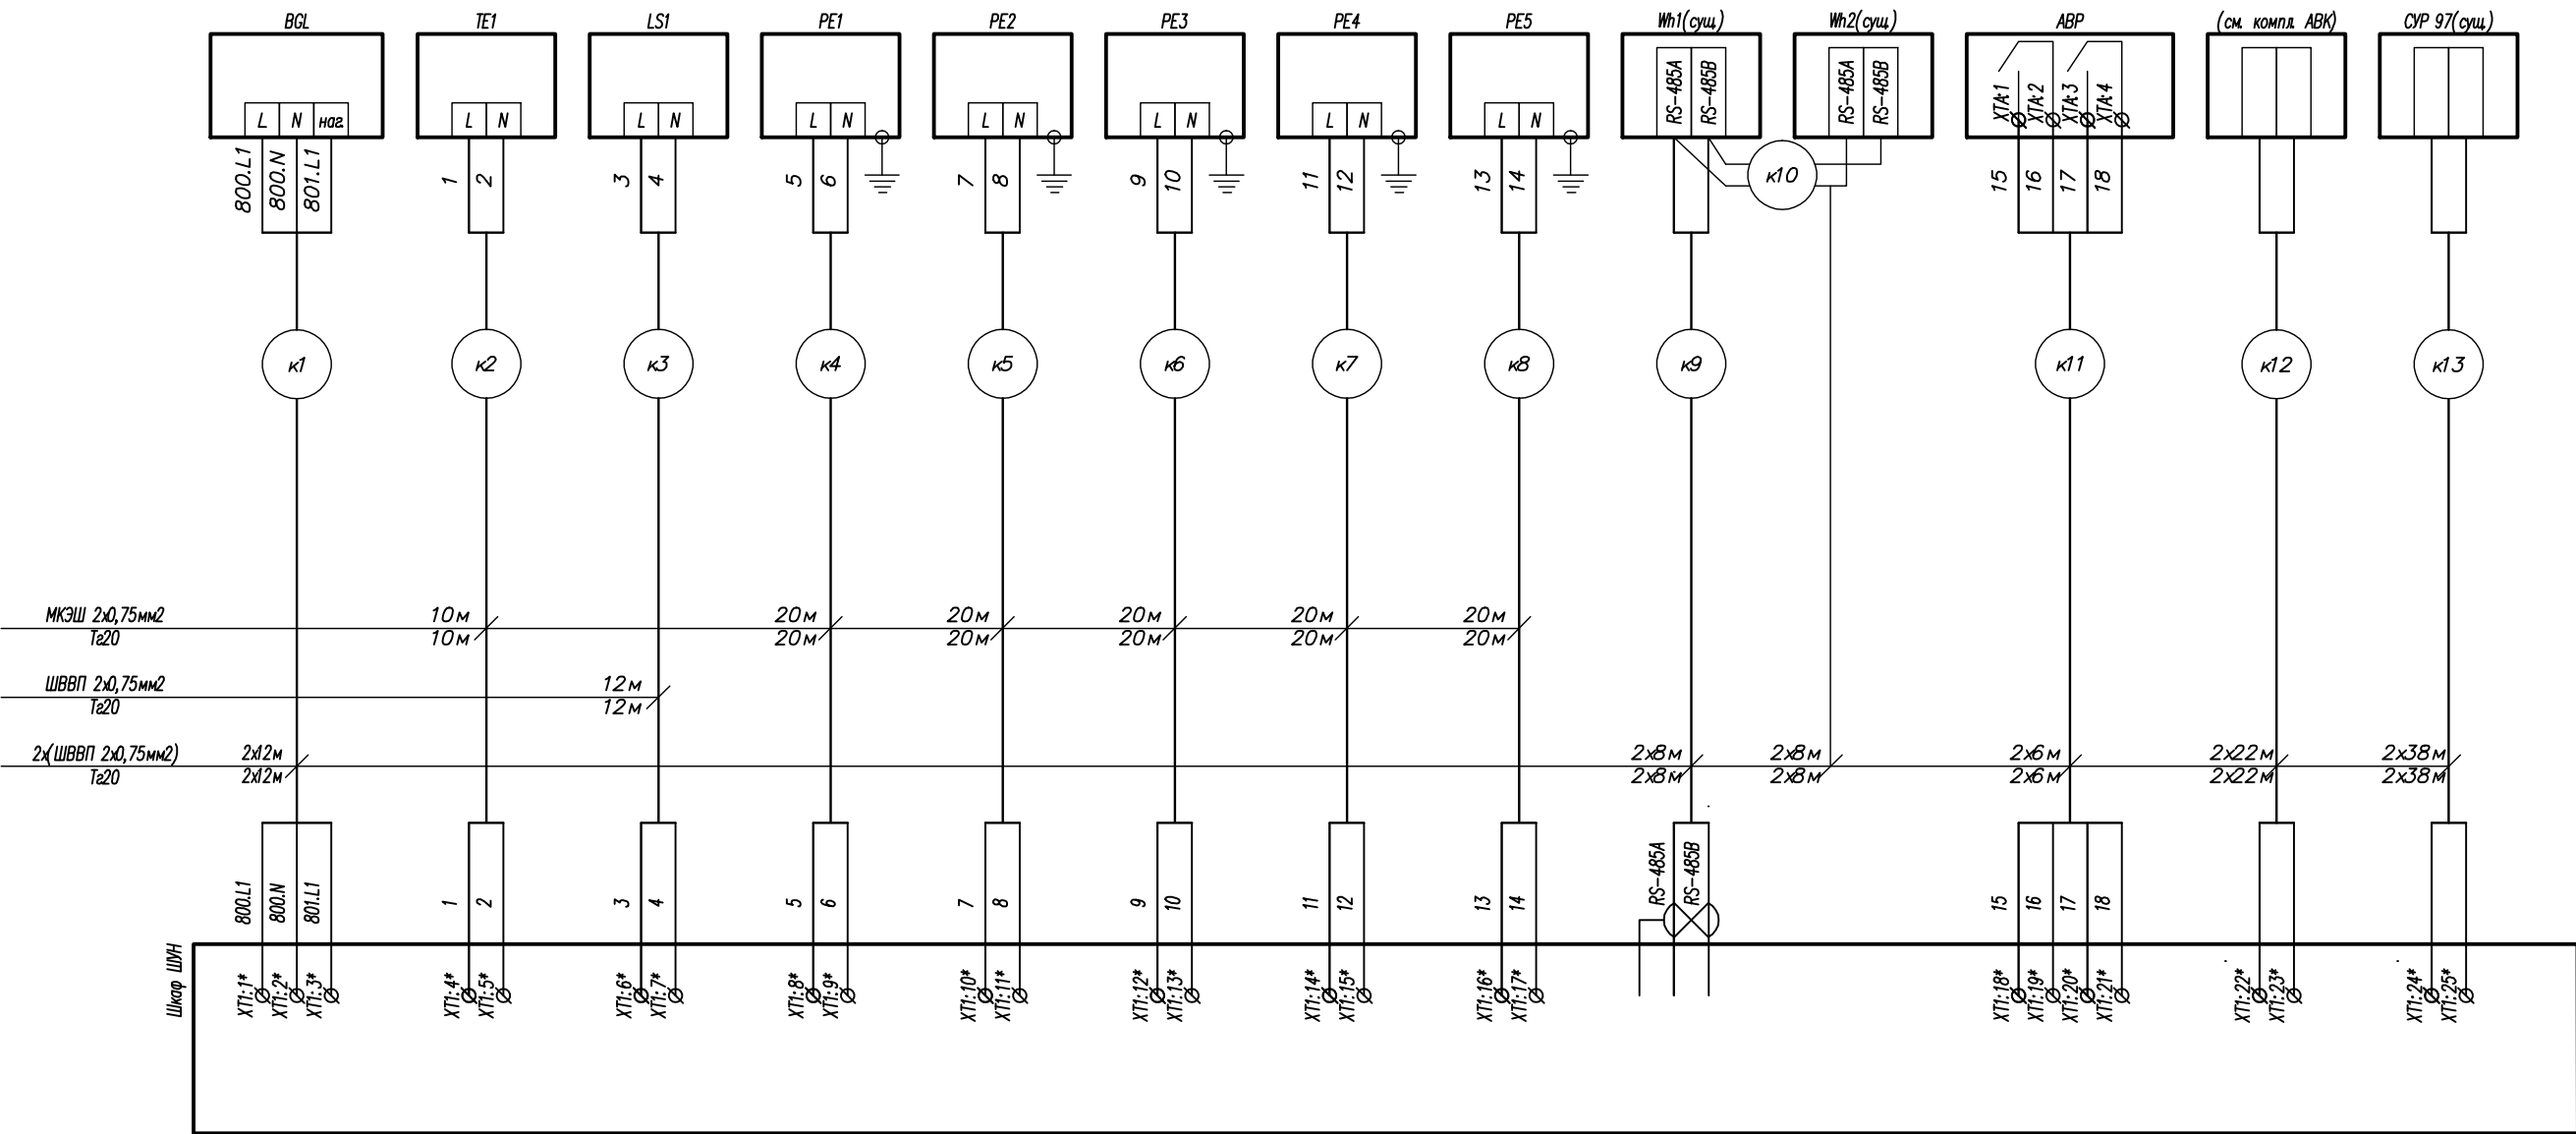 BGL TE1 LS1 PE1 PE2 PE3 PE4 PE5 Wh1(сущ.) Wh2(сущ.) АВР (см. компл. АВК) СУР 97(сущ.)
RS-485A RS-485B RS-485A RS-485B XTA:1 XTA:2 XTA:3 XTA:4
L N наг. L N L N L N L N L N L N L N
800.L1 800.N 801.L1 1 2 3 4 5 6 7 8 9 10 11 12 13 14 к10 15 16 17 18
к1 к2 к3 к4 к5 к6 к7 к8 к9 к11 к12 к13
МКЭШ 2х0,75мм2 10м 20м 20м 20м 20м 20м
Тг20 10м 20м 20м 20м 20м 20м
ШВВП 2х0,75мм2 12м
Тг20 12м
2х(ШВВП 2х0,75мм2) 2х12м 2х8м 2х8м 2х6м 2х22м 2х38м
Тг20 2х12м 2х8м 2х8м 2х6м 2х22м 2х38м
800.L1 800.N 801.L1 1 2 3 4 5 6 7 8 9 10 11 12 13 14 RS-485A RS-485B 15 16 17 18
Шкаф ШУН
XT1:1* XT1:2* XT1:3* XT1:4* XT1:5* XT1:6* XT1:7* XT1:8* XT1:9* XT1:10* XT1:11* XT1:12* XT1:13* XT1:14* XT1:15* XT1:16* XT1:17* XT1:18* XT1:19* XT1:20* XT1:21* XT1:22* XT1:23* XT1:24* XT1:25*